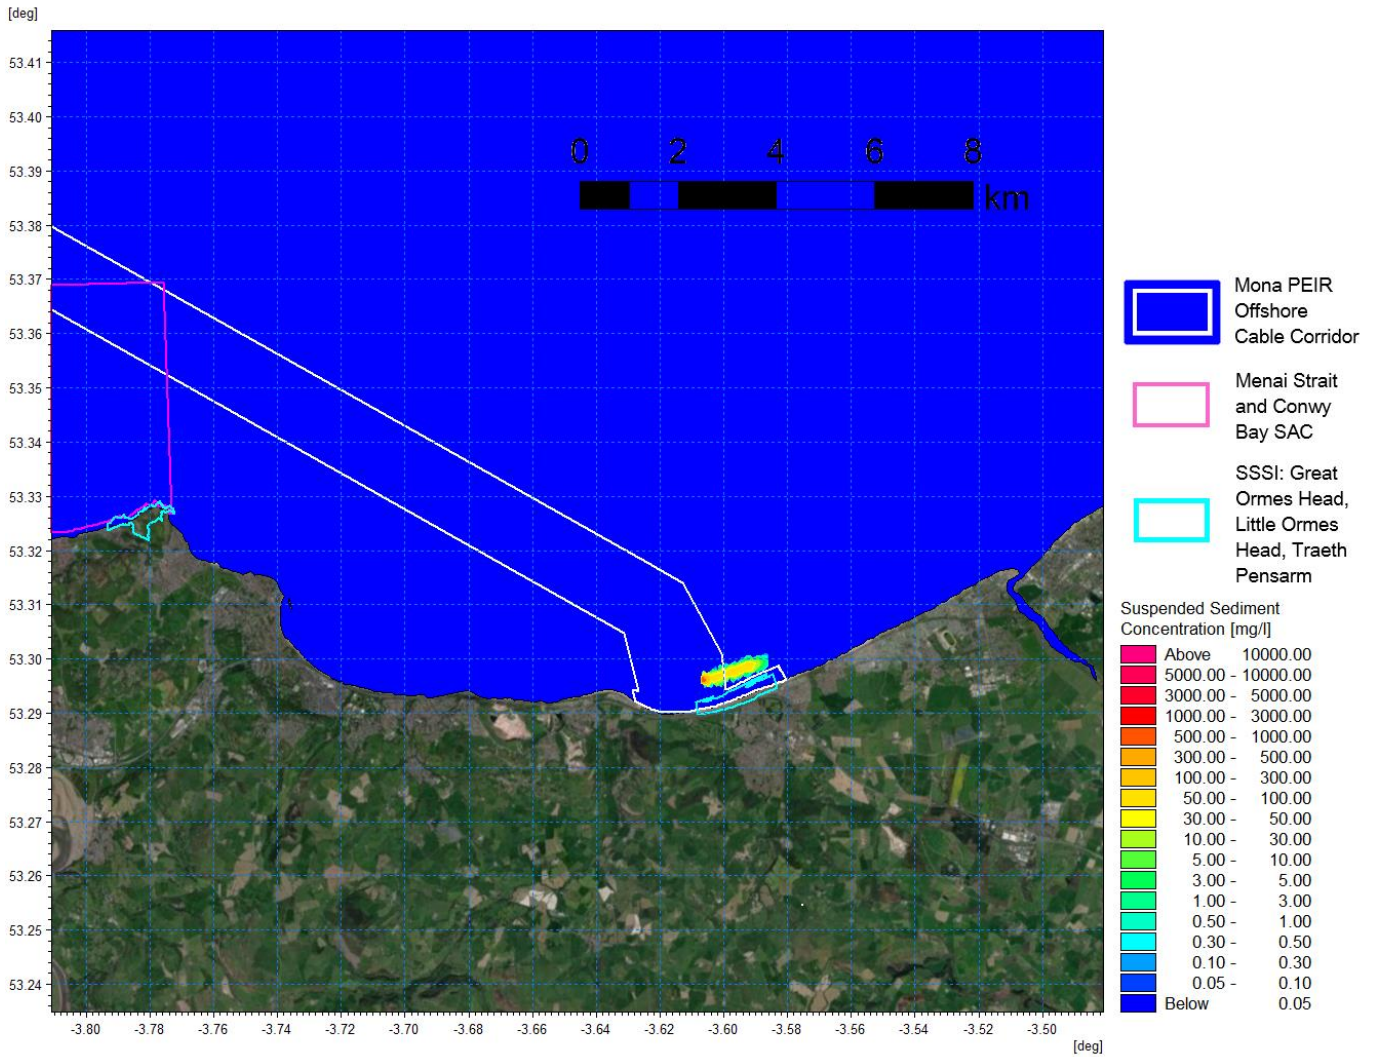 [deg]
53.41
53.40
53.39
53.38
53.37
53.36
53.35
53.34
53.33
53.32
53.31
53.30
53.29
53.28
53.27
53.26
53.25
53.24
0 2 4 6 8
km
-3.80 -3.78 -3.76 -3.74 -3.72 -3.70 -3.68 -3.66 -3.64 -3.62 -3.60 -3.58 -3.56 -3.54 -3.52 -3.50
[deg]
Mona PEIR
Offshore
Cable Corridor
Menai Strait
and Conwy
Bay SAC
SSSI: Great
Ormes Head,
Little Ormes
Head, Traeth
Pensarm
Suspended Sediment
Concentration [mg/l]
Above 10000.00
5000.00 - 10000.00
3000.00 - 5000.00
1000.00 - 3000.00
500.00 - 1000.00
300.00 - 500.00
100.00 - 300.00
50.00 - 100.00
30.00 - 50.00
10.00 - 30.00
5.00 - 10.00
3.00 - 5.00
1.00 - 3.00
0.50 - 1.00
0.30 - 0.50
0.10 - 0.30
0.05 - 0.10
Below 0.05